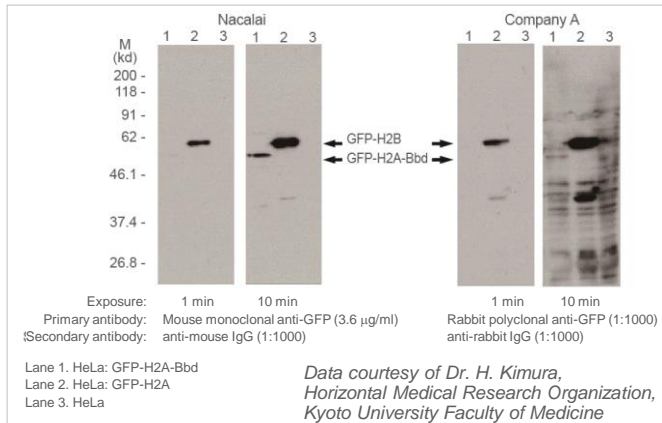 Nacalai
Company A
1 2 3 1 2 3
1 2 3 1 2 3
M
(kd)
200 -
118 -
91 -
62 -
46.1 -
37.4 -
26.8 -
GFP-H2B
GFP-H2A-Bbd
Exposure: 1 min 10 min 1 min 10 min
Primary antibody: Mouse monoclonal anti-GFP (3.6 µg/ml) Rabbit polyclonal anti-GFP (1:1000)
Secondary antibody: anti-mouse IgG (1:1000) anti-rabbit IgG (1:1000)
Lane 1. HeLa: GFP-H2A-Bbd
Lane 2. HeLa: GFP-H2A
Lane 3. HeLa
Data courtesy of Dr. H. Kimura,
Horizontal Medical Research Organization,
Kyoto University Faculty of Medicine